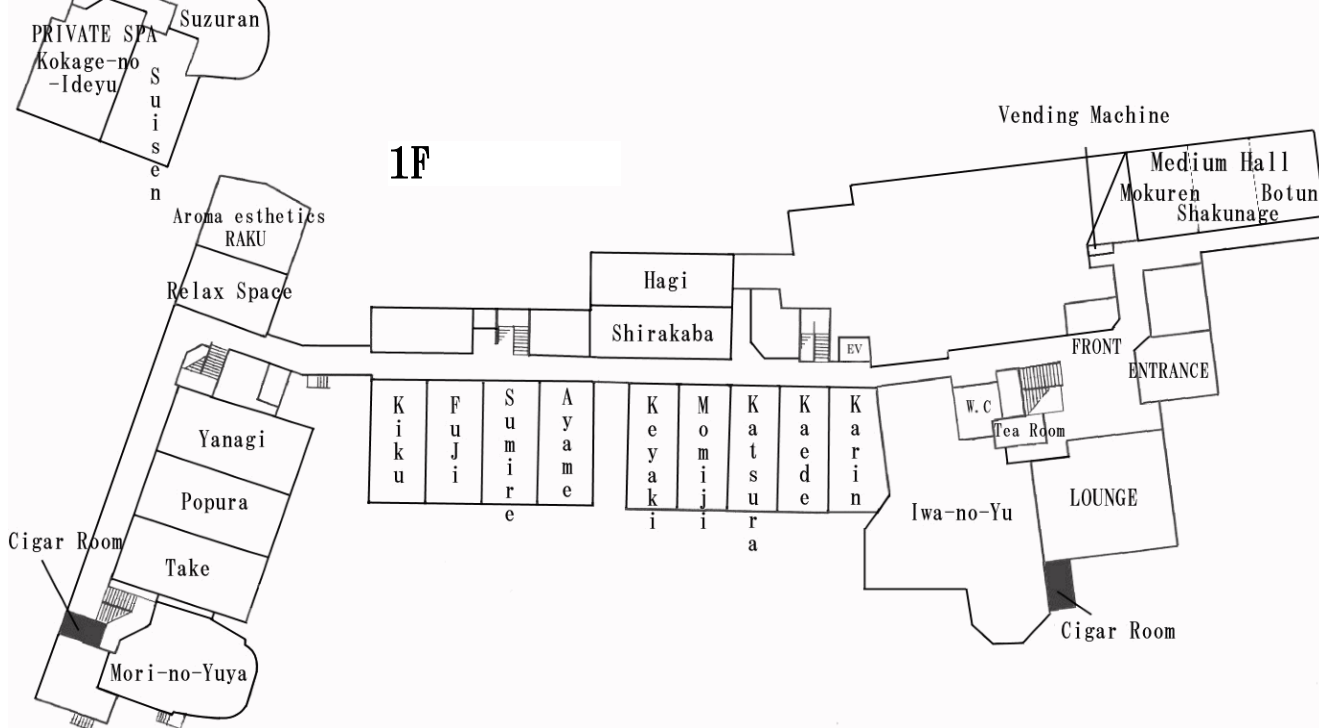 Suzuran
PRIVATE SPA
Kokage-no
-Ideyu
Suisen
1F
Vending Machine
Medium Hall
Mokuren
Botun
Shakunage
Aroma esthetics
RAKU
Relax Space
Hagi
Shirakaba
EV
FRONT
ENTRANCE
W.C
Tea Room
Kiku
FuJi
Sumire
Ayame
Keyaki
Momiji
Katsura
Kaede
Karin
Yanagi
Popura
Take
Iwa-no-Yu
LOUNGE
Cigar Room
Cigar Room
Mori-no-Yuya